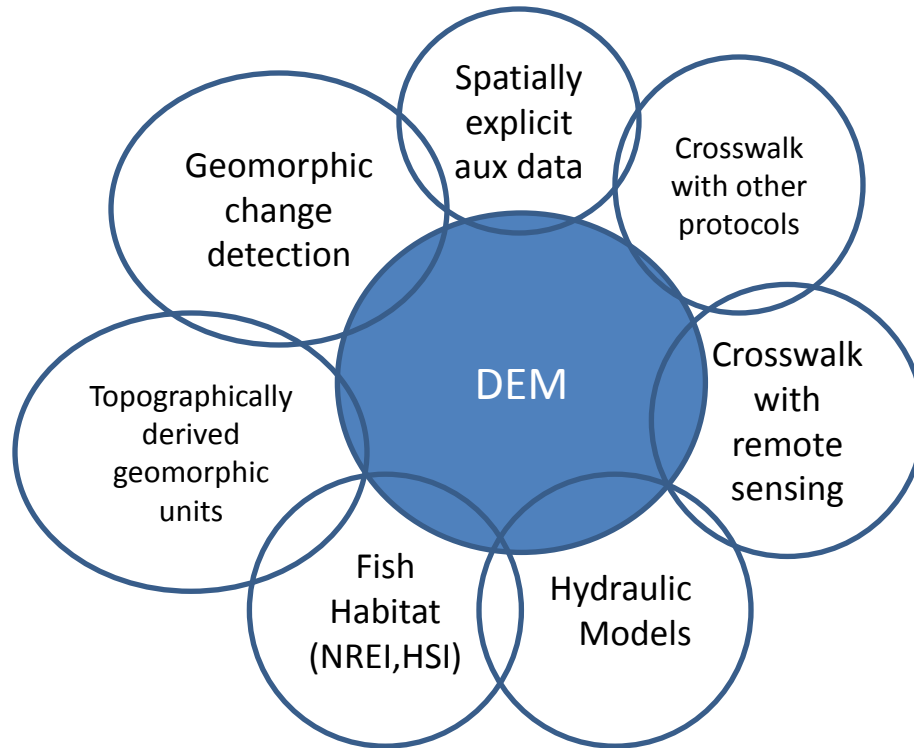 Spatially
explicit
aux data
Crosswalk
with other
protocols
Geomorphic
change
detection
DEM
Crosswalk
with
remote
sensing
Topographically
derived
geomorphic
units
Fish
Habitat
(NREI,HSI)
Hydraulic
Models